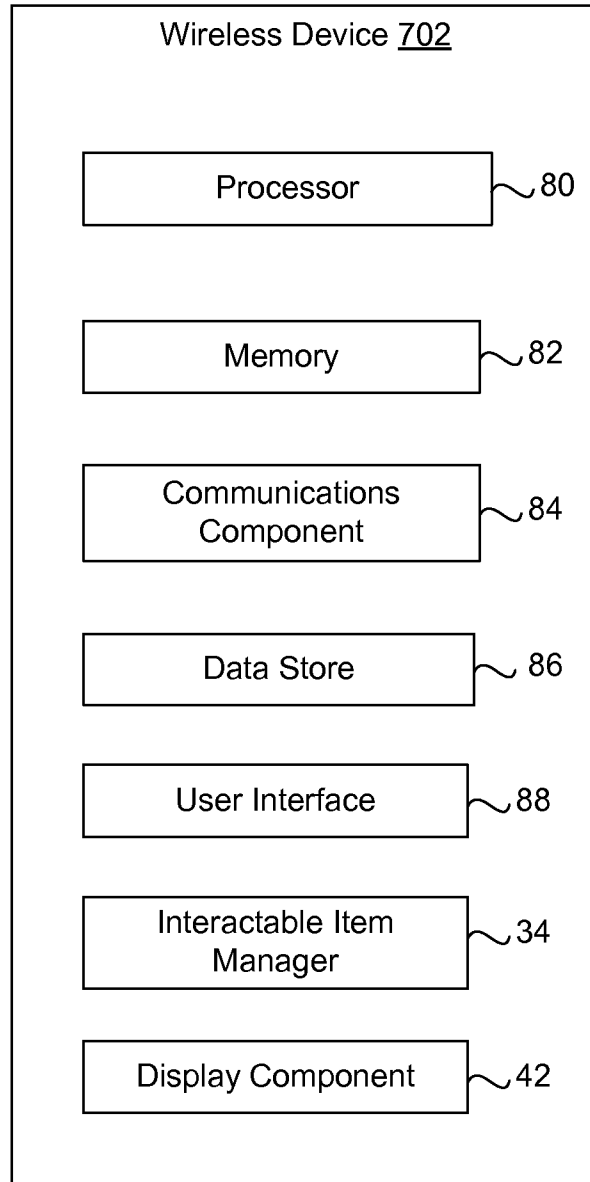 Wireless Device 702
Processor
80
Memory
82
Communications
Component
84
Data Store
86
User Interface
88
Interactable Item
Manager
34
Display Component
42